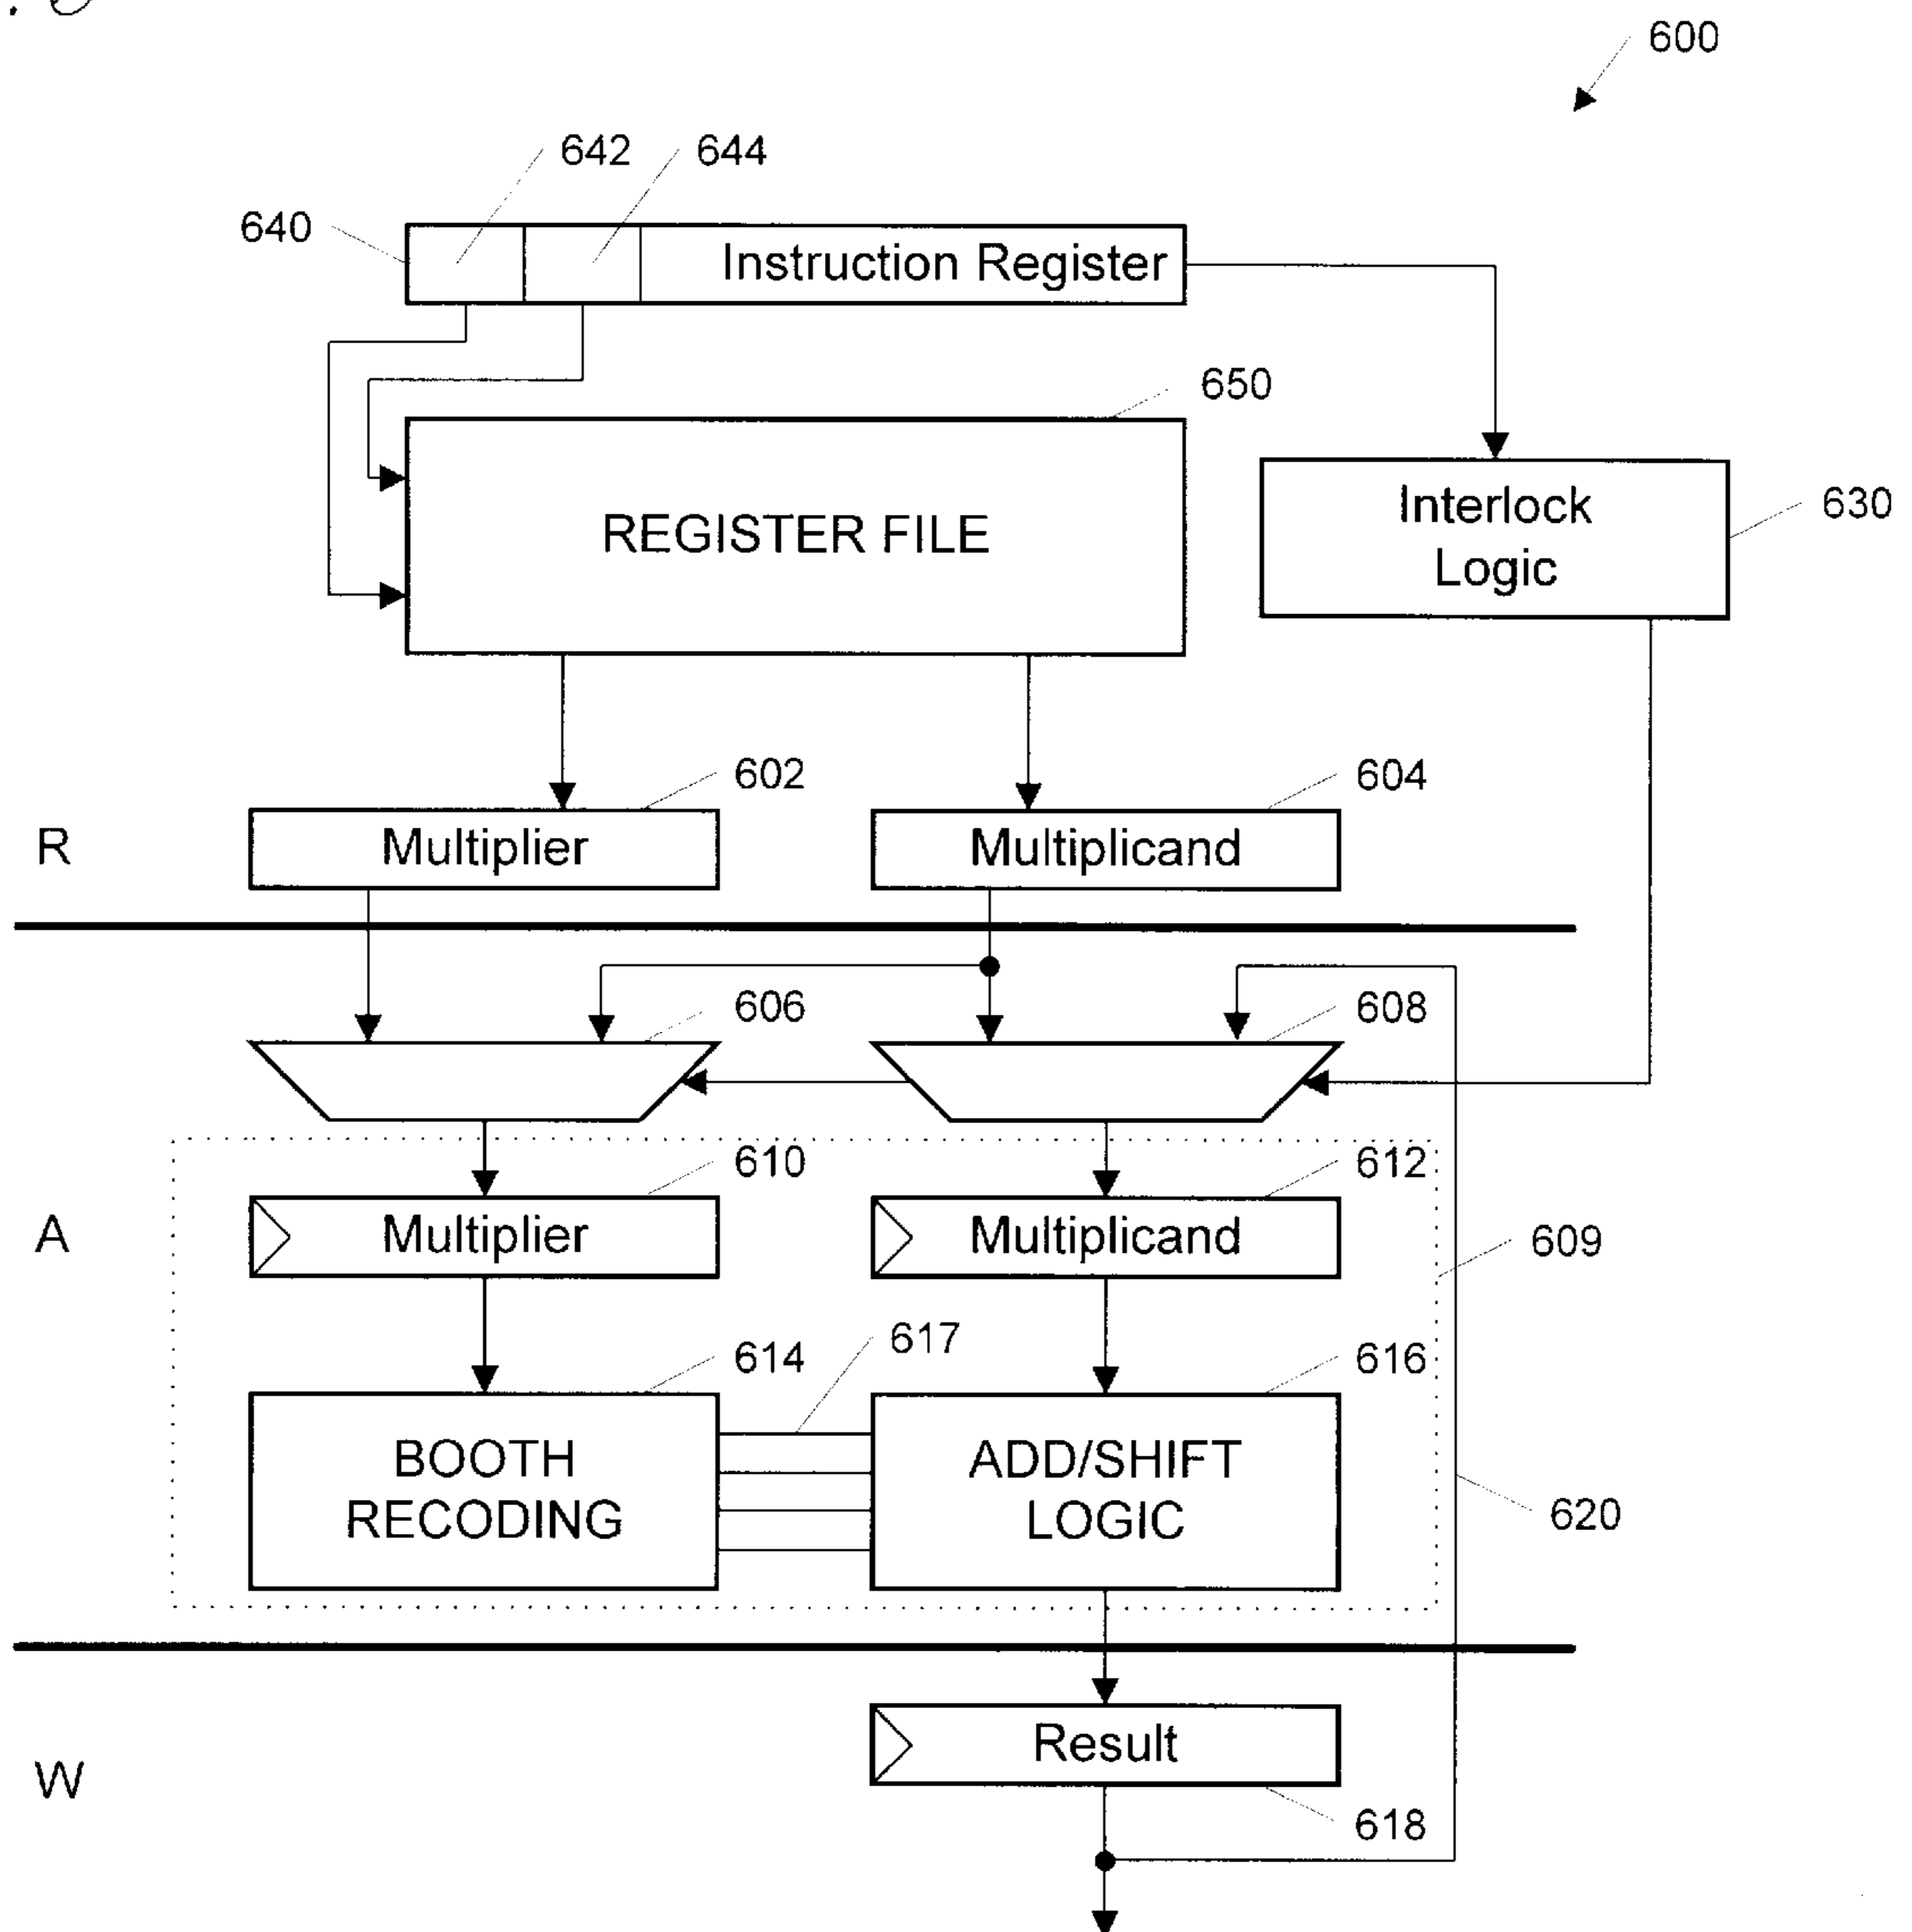 600
642 644
640
Instruction Register
650
REGISTER FILE
Interlock
Logic
630
602 604
R
Multiplier Multiplicand
606 608
610 612
A
Multiplier Multiplicand
609
617
614 616
BOOTH
RECODING
ADD/SHIFT
LOGIC
620
Result
W
618